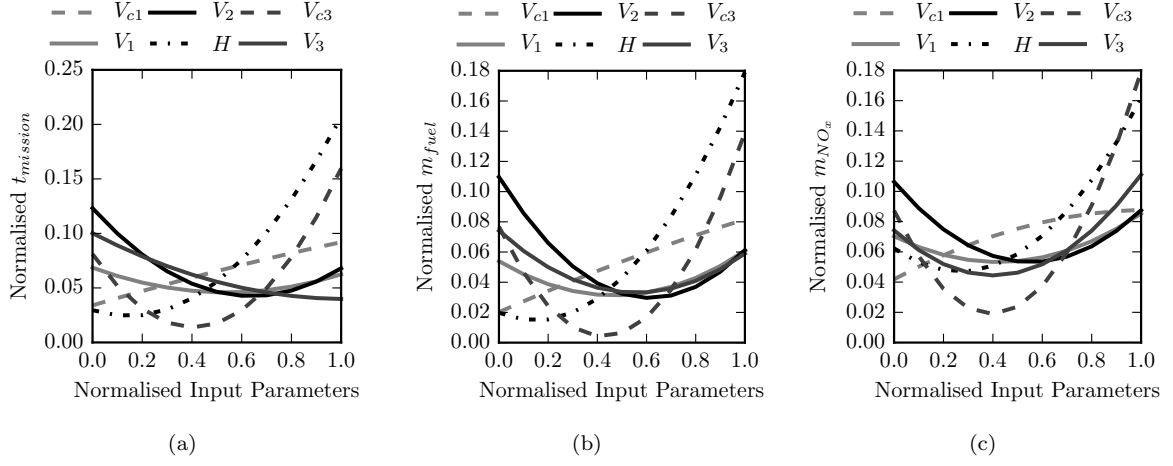 V_{c1} V_2 V_{c3}
V_1 H V_3
0.25
0.20
0.15
0.10
0.05
0.00
Normalised t_{mission}
0.0 0.2 0.4 0.6 0.8 1.0
Normalised Input Parameters
(a)
V_{c1} V_2 V_{c3}
V_1 H V_3
0.18
0.16
0.14
0.12
0.10
0.08
0.06
0.04
0.02
0.00
Normalised m_{fuel}
0.0 0.2 0.4 0.6 0.8 1.0
Normalised Input Parameters
(b)
V_{c1} V_2 V_{c3}
V_1 H V_3
0.18
0.16
0.14
0.12
0.10
0.08
0.06
0.04
0.02
0.00
Normalised m_{NO_x}
0.0 0.2 0.4 0.6 0.8 1.0
Normalised Input Parameters
(c)